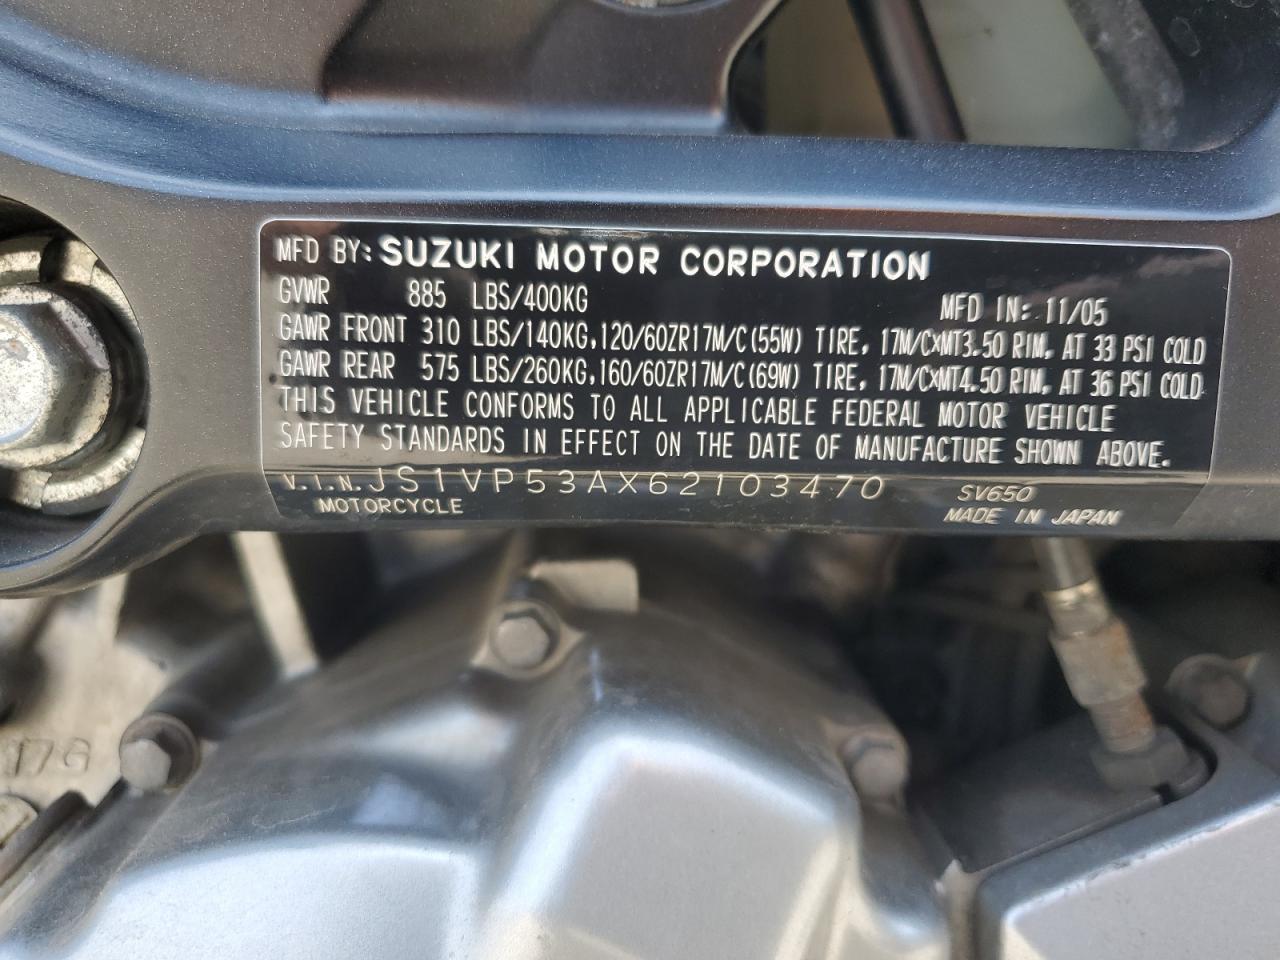 MFD BY: SUZUKI MOTOR CORPORATION
GVWR 885 LBS/400KG MFD IN: 11/05
GAWR FRONT 310 LBS/140KG, 120/60ZR17M/C(55W) TIRE, 17M/C×MT3.50 RIM, AT 33 PSI COLD
GAWR REAR 575 LBS/260KG, 160/60ZR17M/C(69W) TIRE, 17M/C×MT4.50 RIM, AT 36 PSI COLD
THIS VEHICLE CONFORMS TO ALL APPLICABLE FEDERAL MOTOR VEHICLE
SAFETY STANDARDS IN EFFECT ON THE DATE OF MANUFACTURE SHOWN ABOVE.
V.I.N. JS1VP53AX62103470 SV650
MOTORCYCLE MADE IN JAPAN
17G